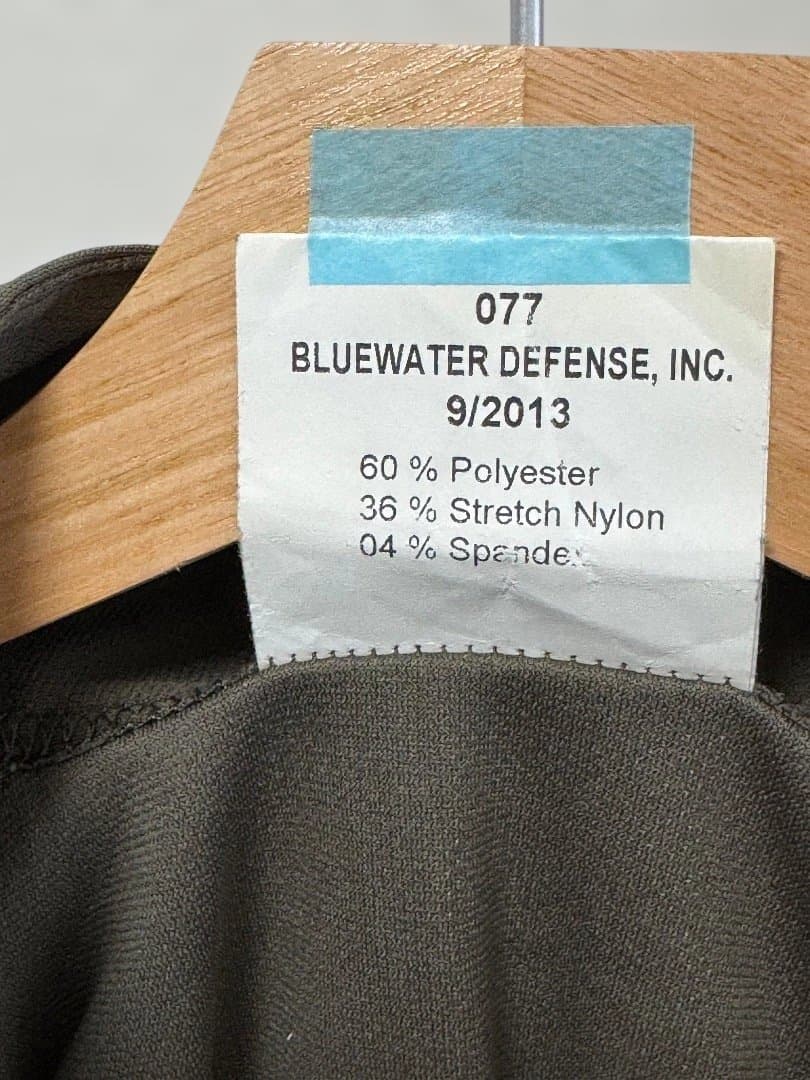 077
BLUEWATER DEFENSE, INC.
9/2013
60 % Polyester
36 % Stretch Nylon
04 % Spandex